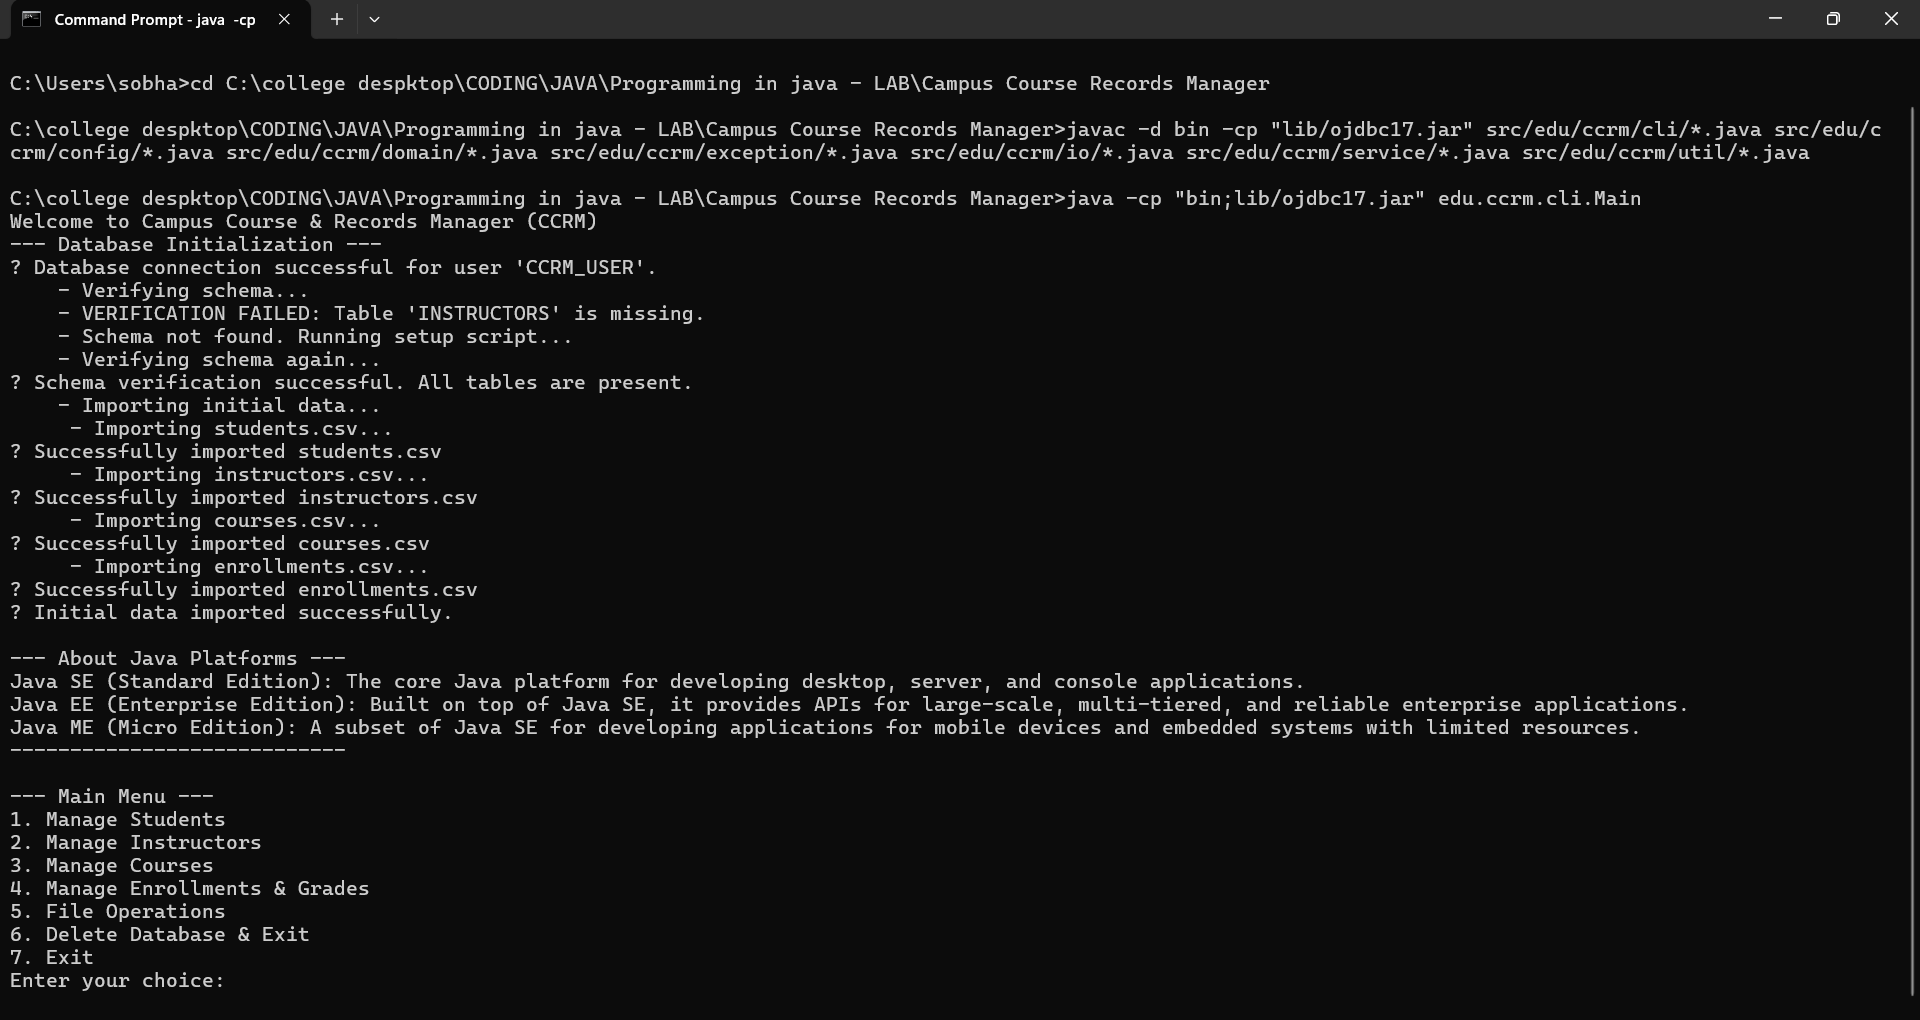 Command Prompt - java -cp
C:\Users\sobha>cd C:\college despktop\CODING\JAVA\Programming in java - LAB\Campus Course Records Manager
C:\college despktop\CODING\JAVA\Programming in java - LAB\Campus Course Records Manager>javac -d bin -cp "lib/ojdbc17.jar" src/edu/ccrm/cli/*.java src/edu/c
crm/config/*.java src/edu/ccrm/domain/*.java src/edu/ccrm/exception/*.java src/edu/ccrm/io/*.java src/edu/ccrm/service/*.java src/edu/ccrm/util/*.java
C:\college despktop\CODING\JAVA\Programming in java - LAB\Campus Course Records Manager>java -cp "bin;lib/ojdbc17.jar" edu.ccrm.cli.Main
Welcome to Campus Course & Records Manager (CCRM)
--- Database Initialization ---
? Database connection successful for user 'CCRM_USER'.
    - Verifying schema...
    - VERIFICATION FAILED: Table 'INSTRUCTORS' is missing.
    - Schema not found. Running setup script...
    - Verifying schema again...
? Schema verification successful. All tables are present.
    - Importing initial data...
     - Importing students.csv...
? Successfully imported students.csv
     - Importing instructors.csv...
? Successfully imported instructors.csv
     - Importing courses.csv...
? Successfully imported courses.csv
     - Importing enrollments.csv...
? Successfully imported enrollments.csv
? Initial data imported successfully.
--- About Java Platforms ---
Java SE (Standard Edition): The core Java platform for developing desktop, server, and console applications.
Java EE (Enterprise Edition): Built on top of Java SE, it provides APIs for large-scale, multi-tiered, and reliable enterprise applications.
Java ME (Micro Edition): A subset of Java SE for developing applications for mobile devices and embedded systems with limited resources.
----------------------------
--- Main Menu ---
1. Manage Students
2. Manage Instructors
3. Manage Courses
4. Manage Enrollments & Grades
5. File Operations
6. Delete Database & Exit
7. Exit
Enter your choice: